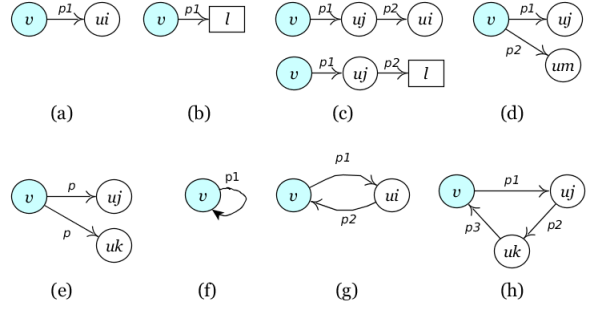 v p1 ui
v p1 l
v p1 uj p2 ui
v p1 uj p2 l
v p1 uj p2 um
(a) (b) (c) (d)
v p uj p uk
v p1
v p1 ui p2
v p1 uj p2 uk p3
(e) (f) (g) (h)